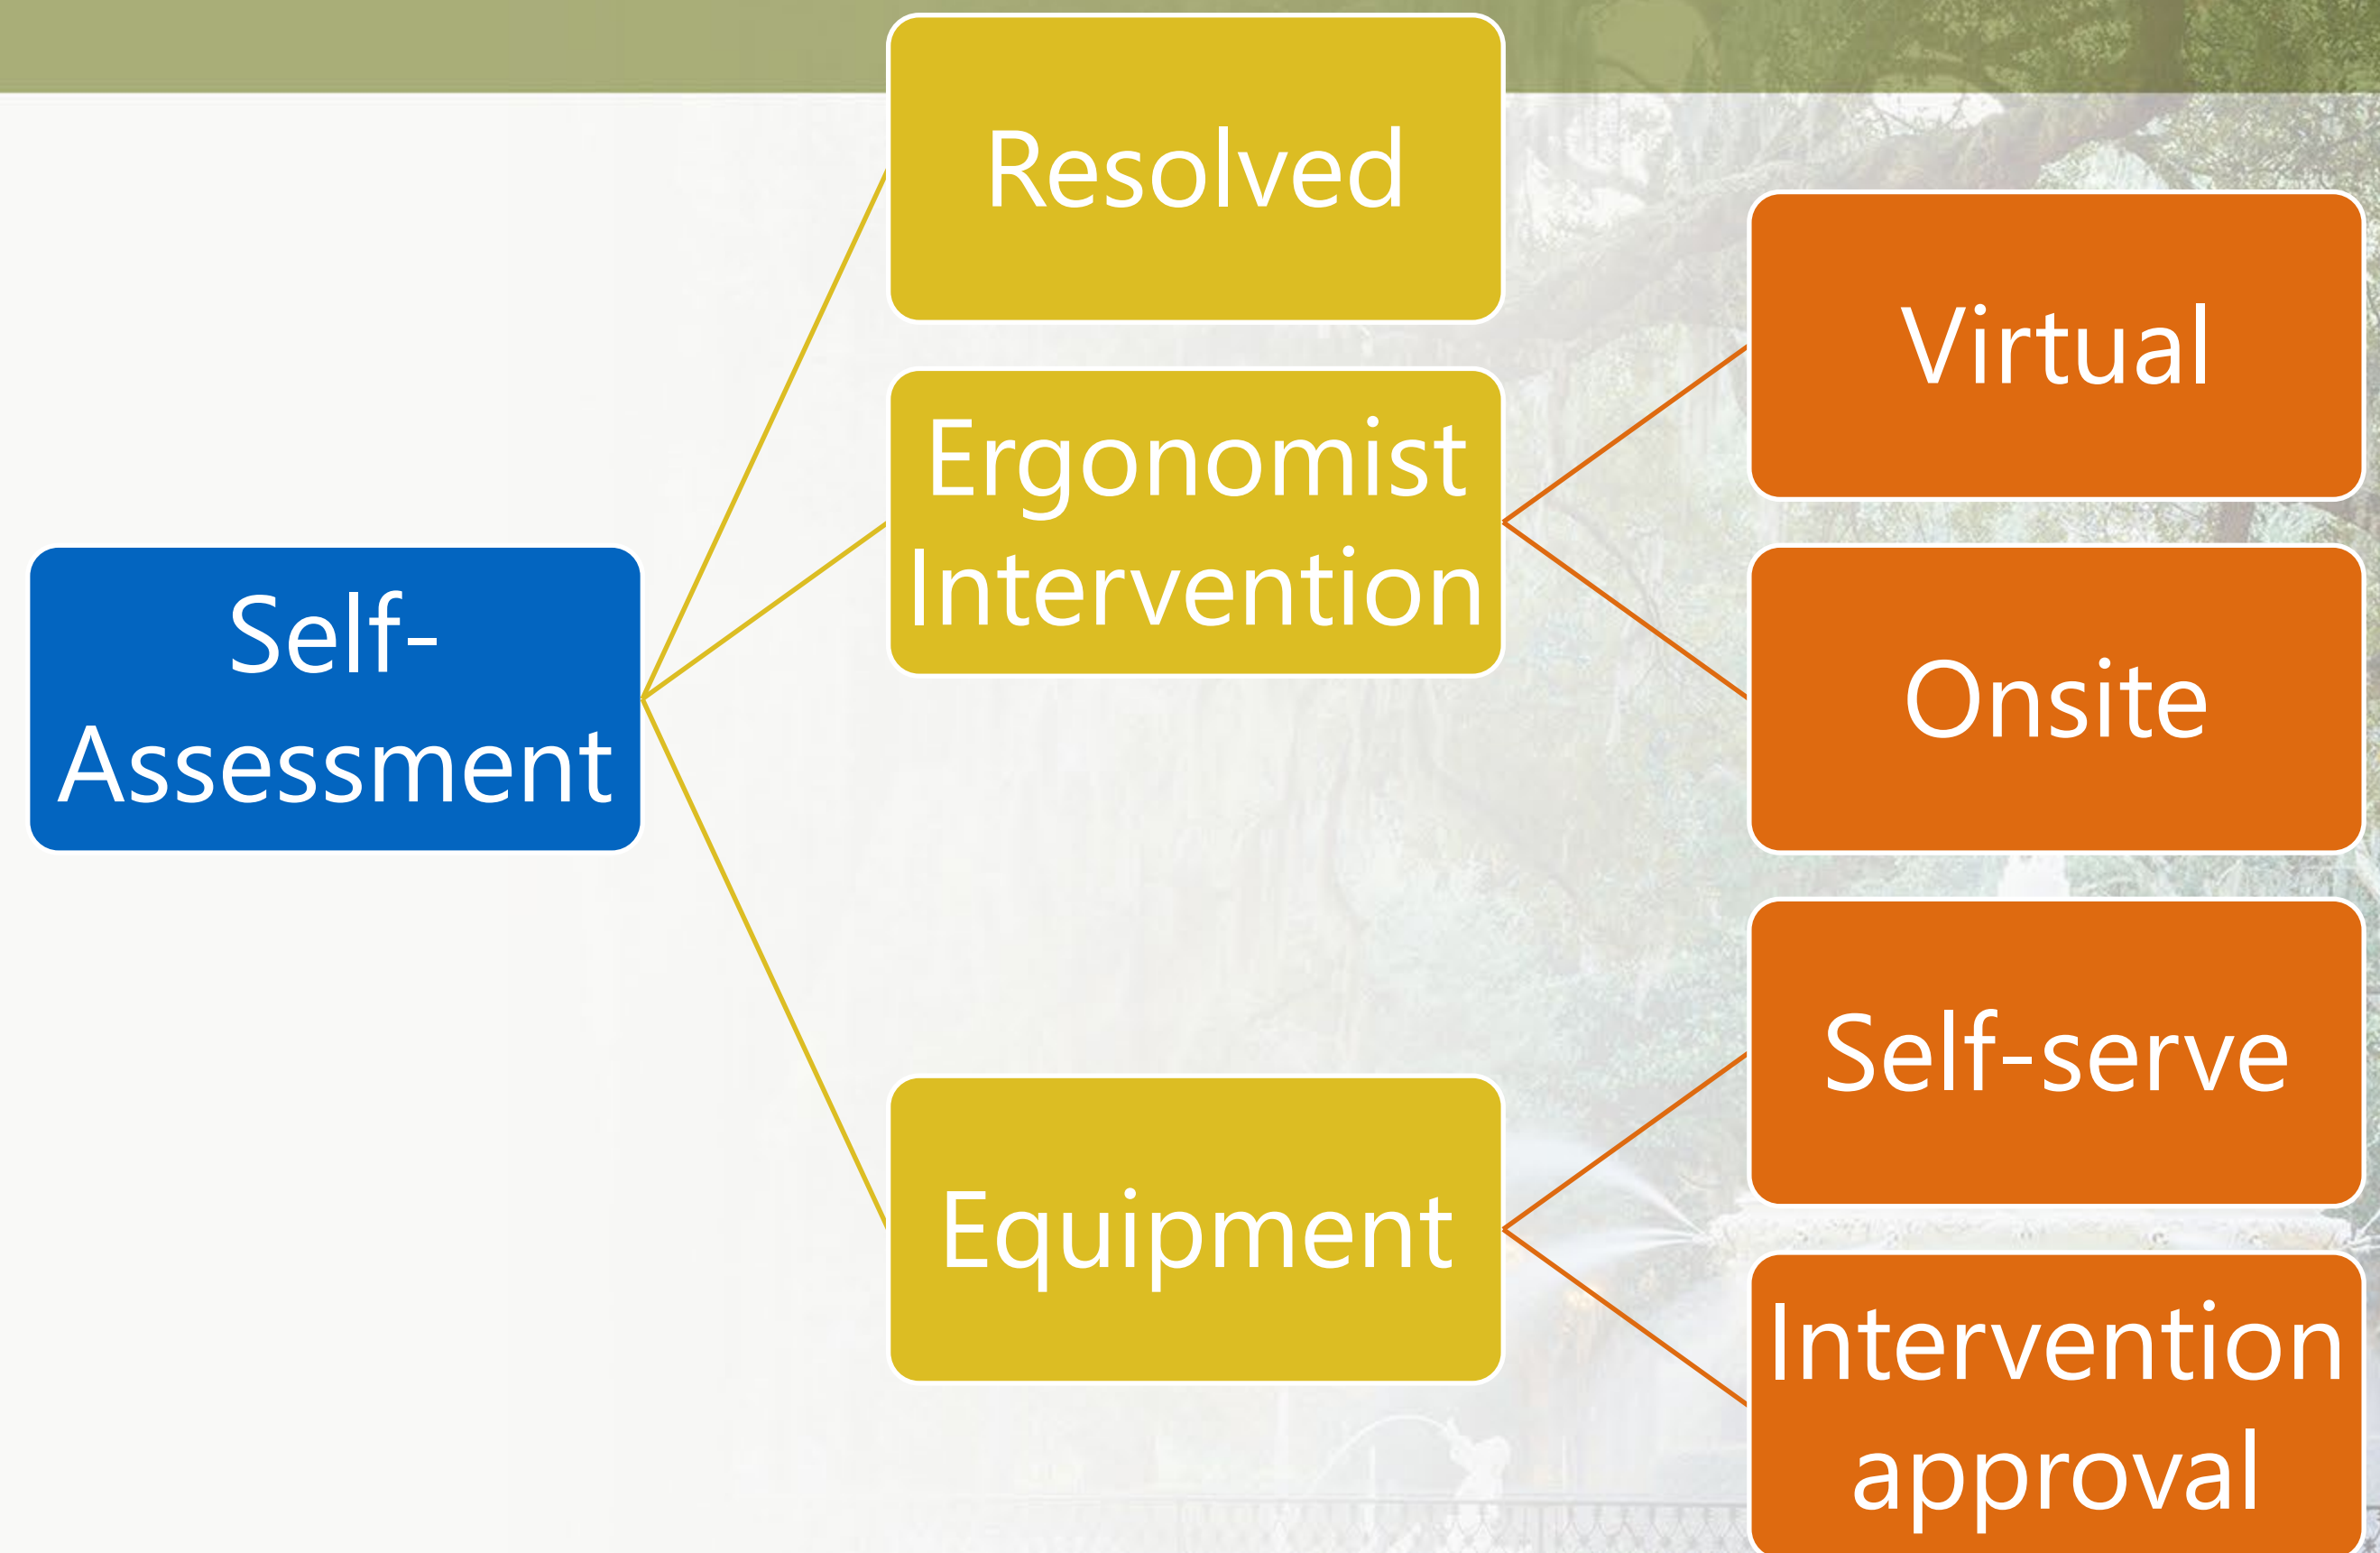 Self-
Assessment
Resolved
Ergonomist
Intervention
Virtual
Onsite
Equipment
Self-serve
Intervention
approval